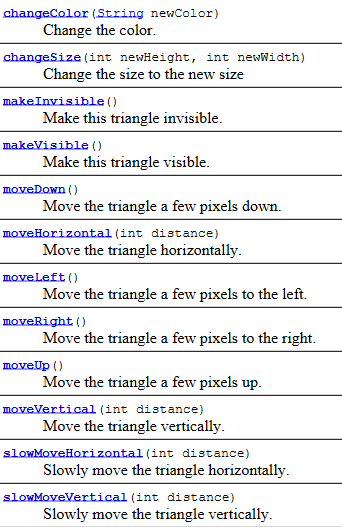 changeColor(String newColor)
Change the color.
changeSize(int newHeight, int newWidth)
Change the size to the new size
makeInvisible()
Make this triangle invisible.
makeVisible()
Make this triangle visible.
moveDown()
Move the triangle a few pixels down.
moveHorizontal(int distance)
Move the triangle horizontally.
moveLeft()
Move the triangle a few pixels to the left.
moveRight()
Move the triangle a few pixels to the right.
moveUp()
Move the triangle a few pixels up.
moveVertical(int distance)
Move the triangle vertically.
slowMoveHorizontal(int distance)
Slowly move the triangle horizontally.
slowMoveVertical(int distance)
Slowly move the triangle vertically.